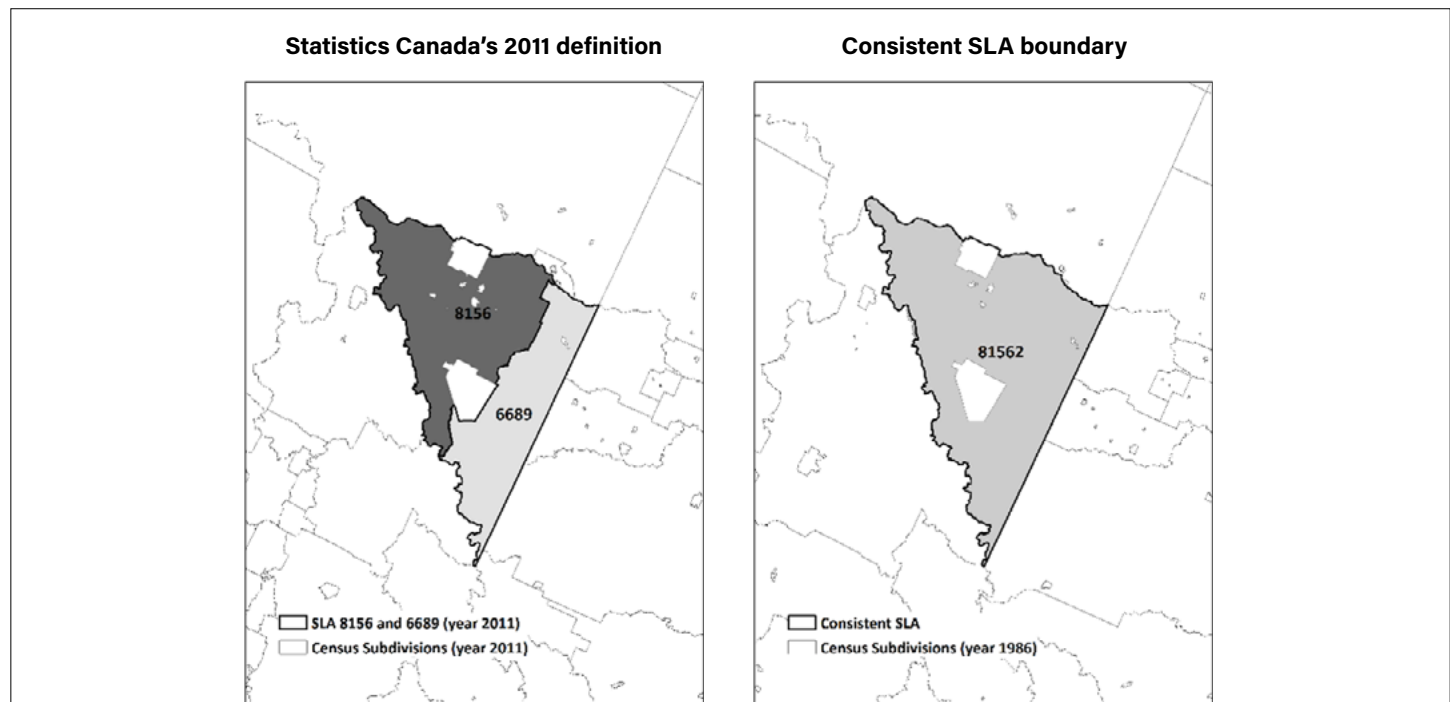 Statistics Canada's 2011 definition
Consistent SLA boundary
8156
6689
SLA 8156 and 6689 (year 2011)
Census Subdivisions (year 2011)
81562
Consistent SLA
Census Subdivisions (year 1986)